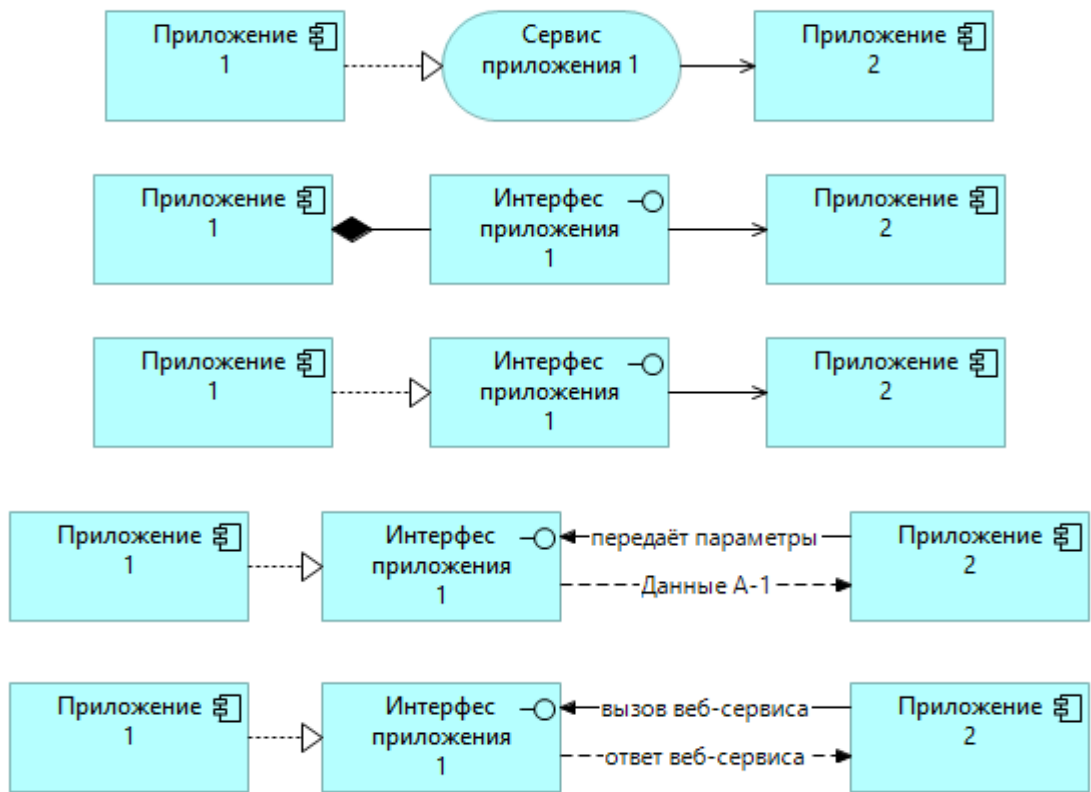 Приложение
1
Сервис
приложения 1
Приложение
2
Приложение
1
Интерфес
приложения
1
Приложение
2
Приложение
1
Интерфес
приложения
1
Приложение
2
Приложение
1
Интерфес
приложения
1
передаёт параметры
Данные А-1
Приложение
2
Приложение
1
Интерфес
приложения
1
вызов веб-сервиса
ответ веб-сервиса
Приложение
2